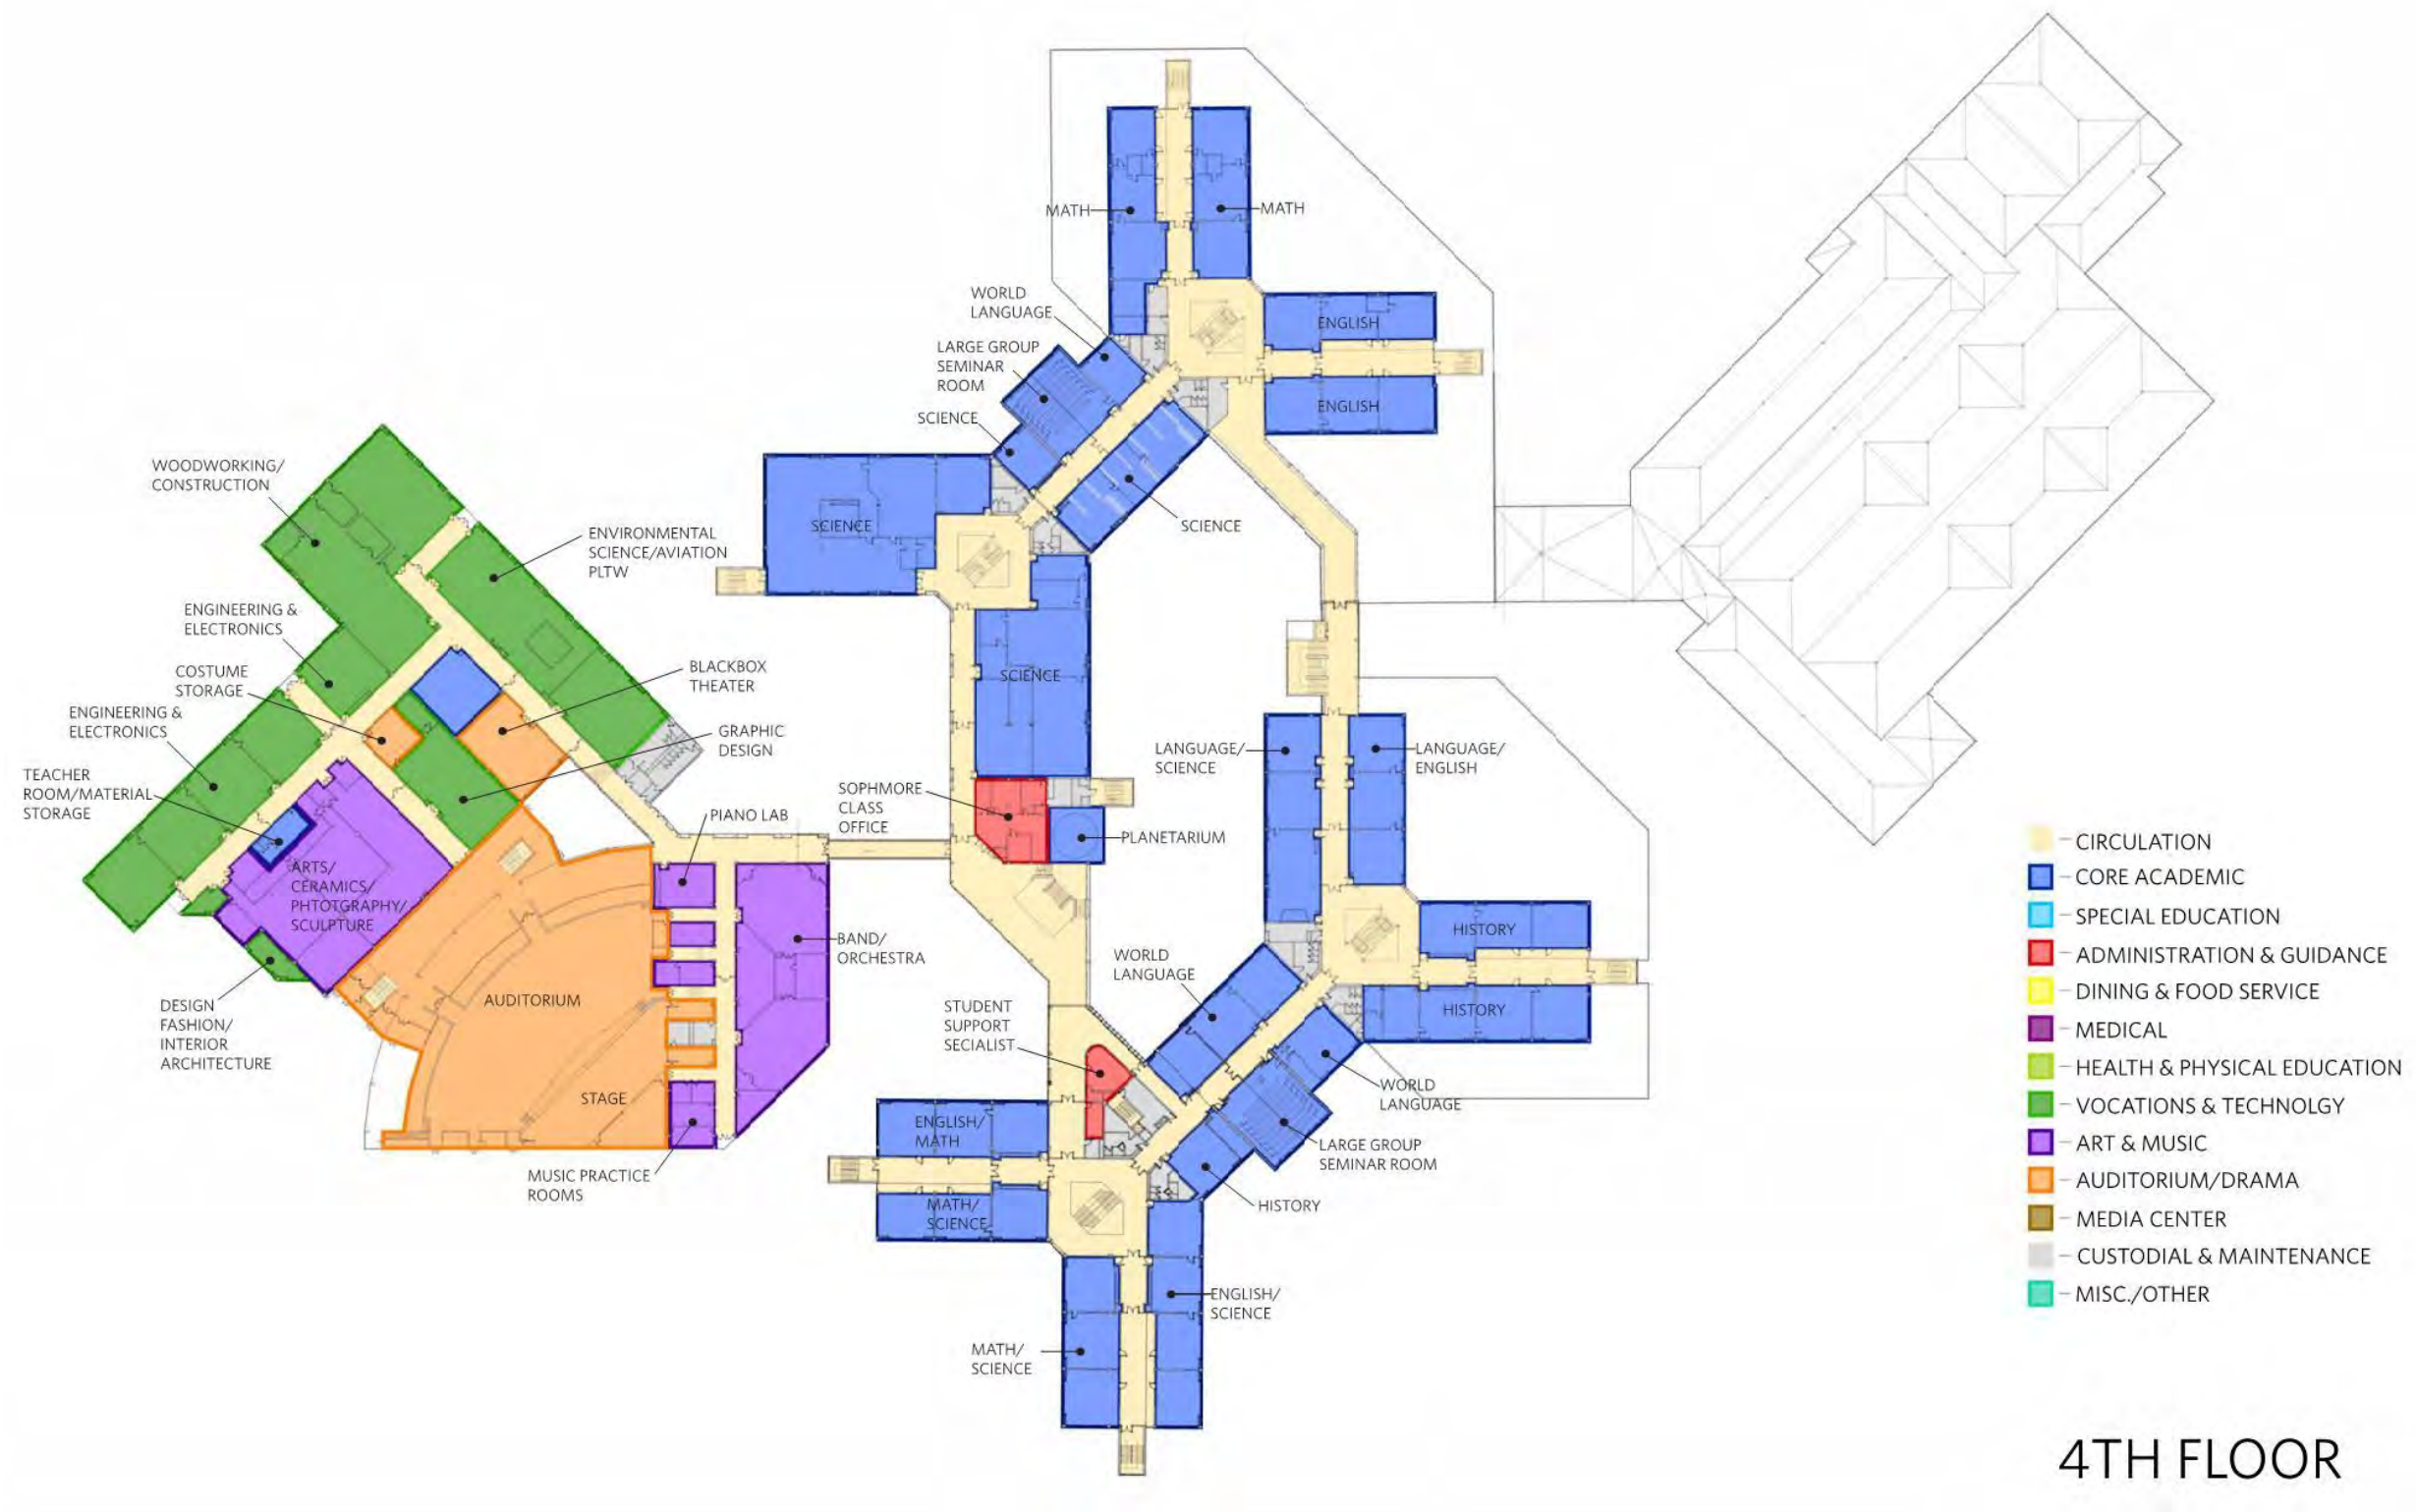 MATH
MATH
WORLD
LANGUAGE
ENGLISH
LARGE GROUP
SEMINAR
ROOM
ENGLISH
SCIENCE
WOODWORKING/
CONSTRUCTION
SCIENCE
SCIENCE
ENVIRONMENTAL
SCIENCE/AVIATION
PLTW
ENGINEERING &
ELECTRONICS
COSTUME
STORAGE
BLACKBOX
THEATER
SCIENCE
ENGINEERING &
ELECTRONICS
GRAPHIC
DESIGN
LANGUAGE/
SCIENCE
LANGUAGE/
ENGLISH
TEACHER
ROOM/MATERIAL
STORAGE
SOPHMORE
CLASS
OFFICE
PIANO LAB
PLANETARIUM
ARTS/
CERAMICS/
PHTOTGRAPHY/
SCULPTURE
HISTORY
BAND/
ORCHESTRA
WORLD
LANGUAGE
AUDITORIUM
DESIGN
FASHION/
INTERIOR
ARCHITECTURE
STUDENT
SUPPORT
SECIALIST
HISTORY
STAGE
WORLD
LANGUAGE
ENGLISH/
MATH
LARGE GROUP
SEMINAR ROOM
MUSIC PRACTICE
ROOMS
MATH/
SCIENCE
HISTORY
ENGLISH/
SCIENCE
MATH/
SCIENCE
CIRCULATION
CORE ACADEMIC
SPECIAL EDUCATION
ADMINISTRATION & GUIDANCE
DINING & FOOD SERVICE
MEDICAL
HEALTH & PHYSICAL EDUCATION
VOCATIONS & TECHNOLGY
ART & MUSIC
AUDITORIUM/DRAMA
MEDIA CENTER
CUSTODIAL & MAINTENANCE
MISC./OTHER
4TH FLOOR